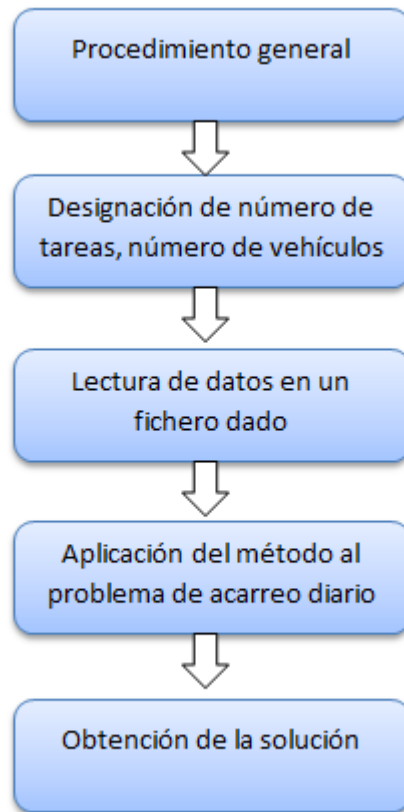 Procedimiento general
Designación de número de
tareas, número de vehículos
Lectura de datos en un
fichero dado
Aplicación del método al
problema de acarreo diario
Obtención de la solución